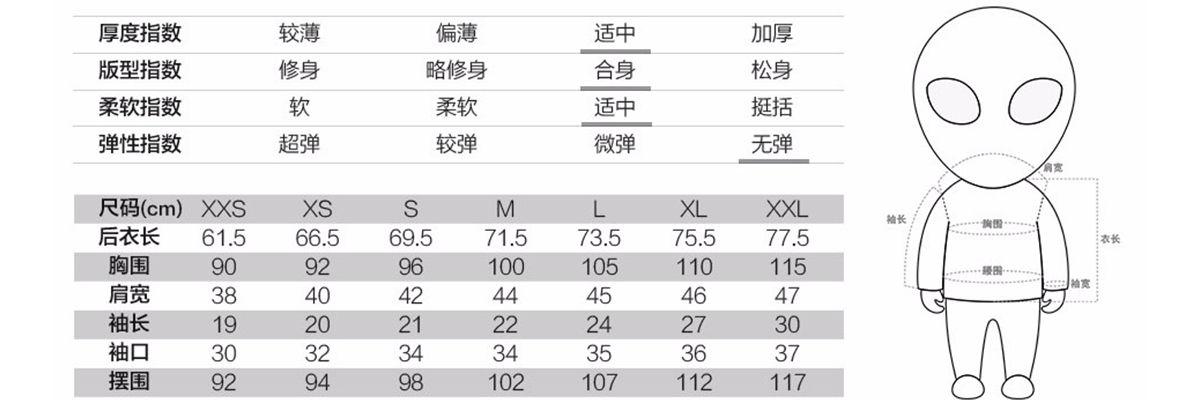 厚度指数 较薄 偏薄 适中 加厚
版型指数 修身 略修身 合身 松身
柔软指数 软 柔软 适中 挺括
弹性指数 超弹 较弹 微弹 无弹
尺码(cm) XXS XS S M L XL XXL
后衣长 61.5 66.5 69.5 71.5 73.5 75.5 77.5
胸围 90 92 96 100 105 110 115
肩宽 38 40 42 44 45 46 47
袖长 19 20 21 22 24 27 30
袖口 30 32 34 34 35 36 37
摆围 92 94 98 102 107 112 117
肩宽
袖长
胸围
衣长
腰围
袖宽